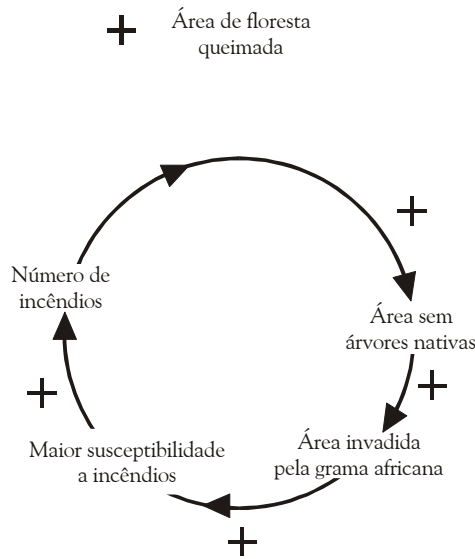 + Área de floresta
queimada
+
Número de
incêndios
Área sem
árvores nativas
+
+
Maior susceptibilidade
a incêndios
Área invadida
pela grama africana
+